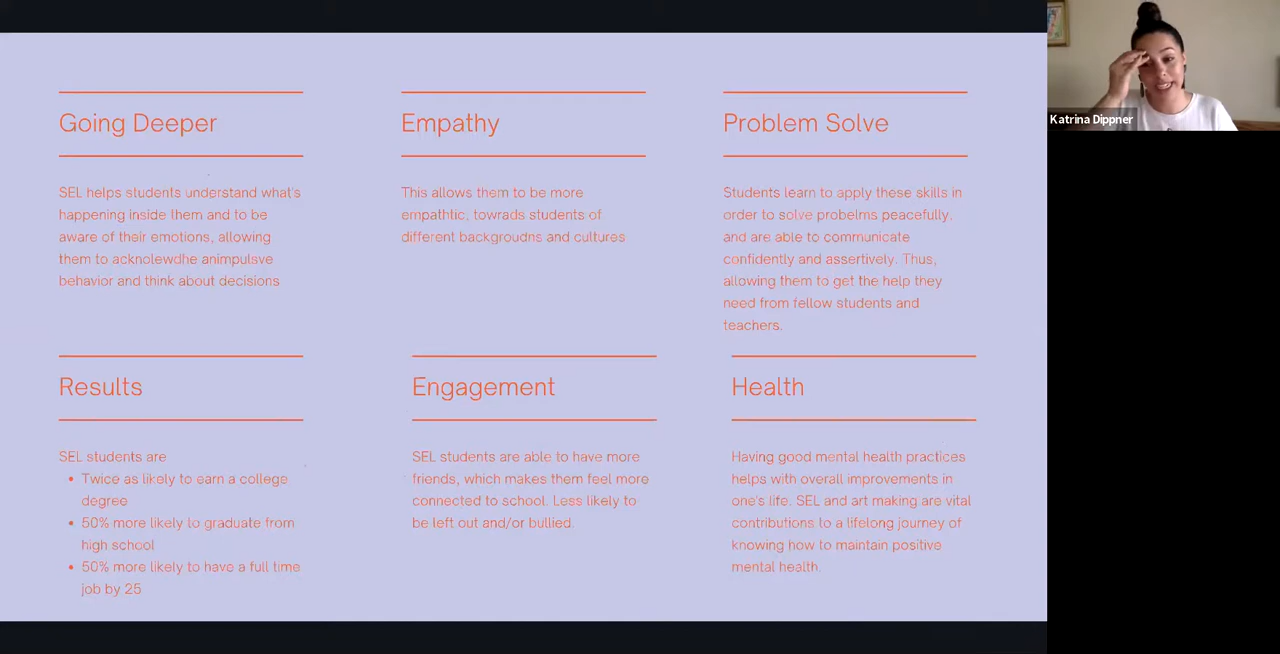 Going Deeper
SEL helps students understand what's
happening inside them and to be
aware of their emotions, allowing
them to acknolewdhe animpulsve
behavior and think about decisions
Empathy
This allows them to be more
empathtic, towrads students of
different backgroudns and cultures
Problem Solve
Students learn to apply these skills in
order to solve probelms peacefully,
and are able to communicate
confidently and assertively. Thus,
allowing them to get the help they
need from fellow students and
teachers.
Results
SEL students are
• Twice as likely to earn a college
degree
• 50% more likely to graduate from
high school
• 50% more likely to have a full time
job by 25
Engagement
SEL students are able to have more
friends, which makes them feel more
connected to school. Less likely to
be left out and/or bullied.
Health
Having good mental health practices
helps with overall improvements in
one's life. SEL and art making are vital
contributions to a lifelong journey of
knowing how to maintain positive
mental health.
Katrina Dippner